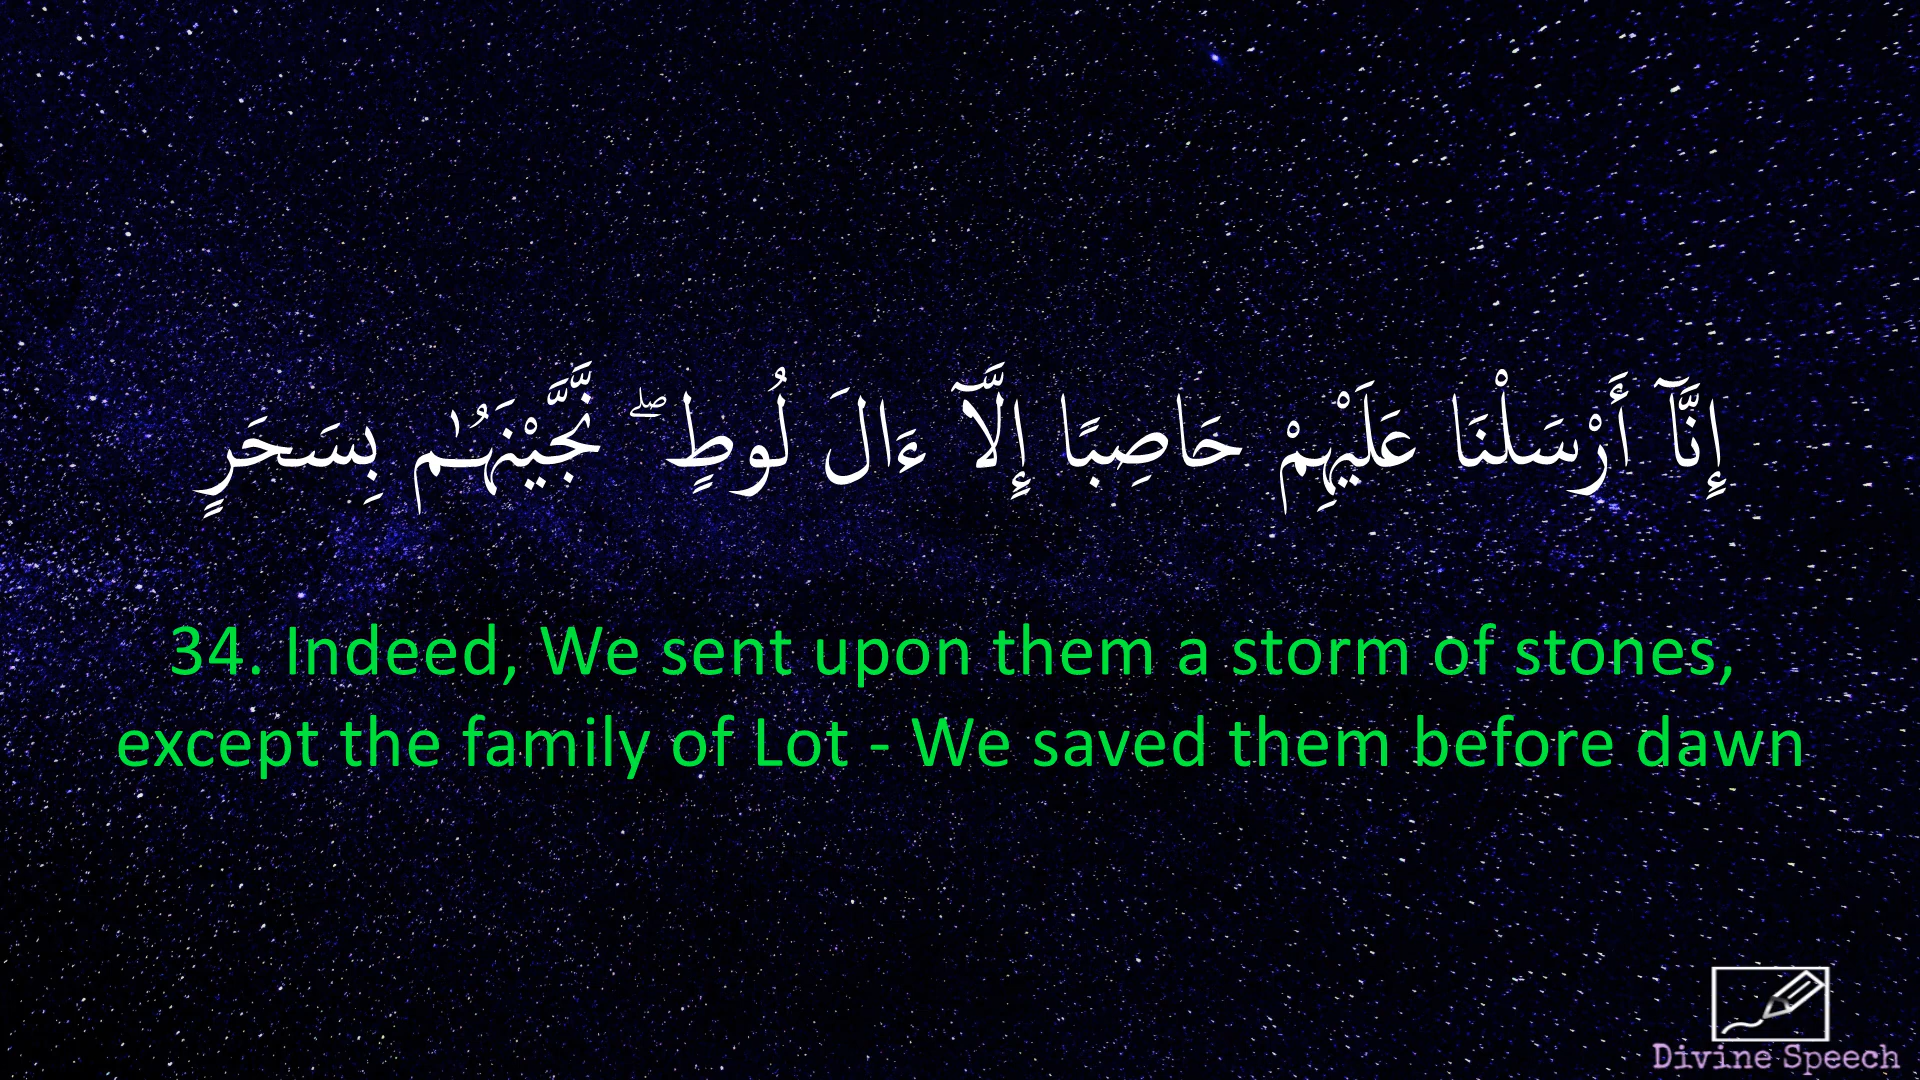 إِنَّآ أَرْسَلْنَا عَلَيْهِمْ حَاصِبًا إِلَّآ ءَالَ لُوطٍ ۖ نَّجَّيْنَـٰهُم بِسَحَرٍ
34. Indeed, We sent upon them a storm of stones,
except the family of Lot - We saved them before dawn
Divine Speech